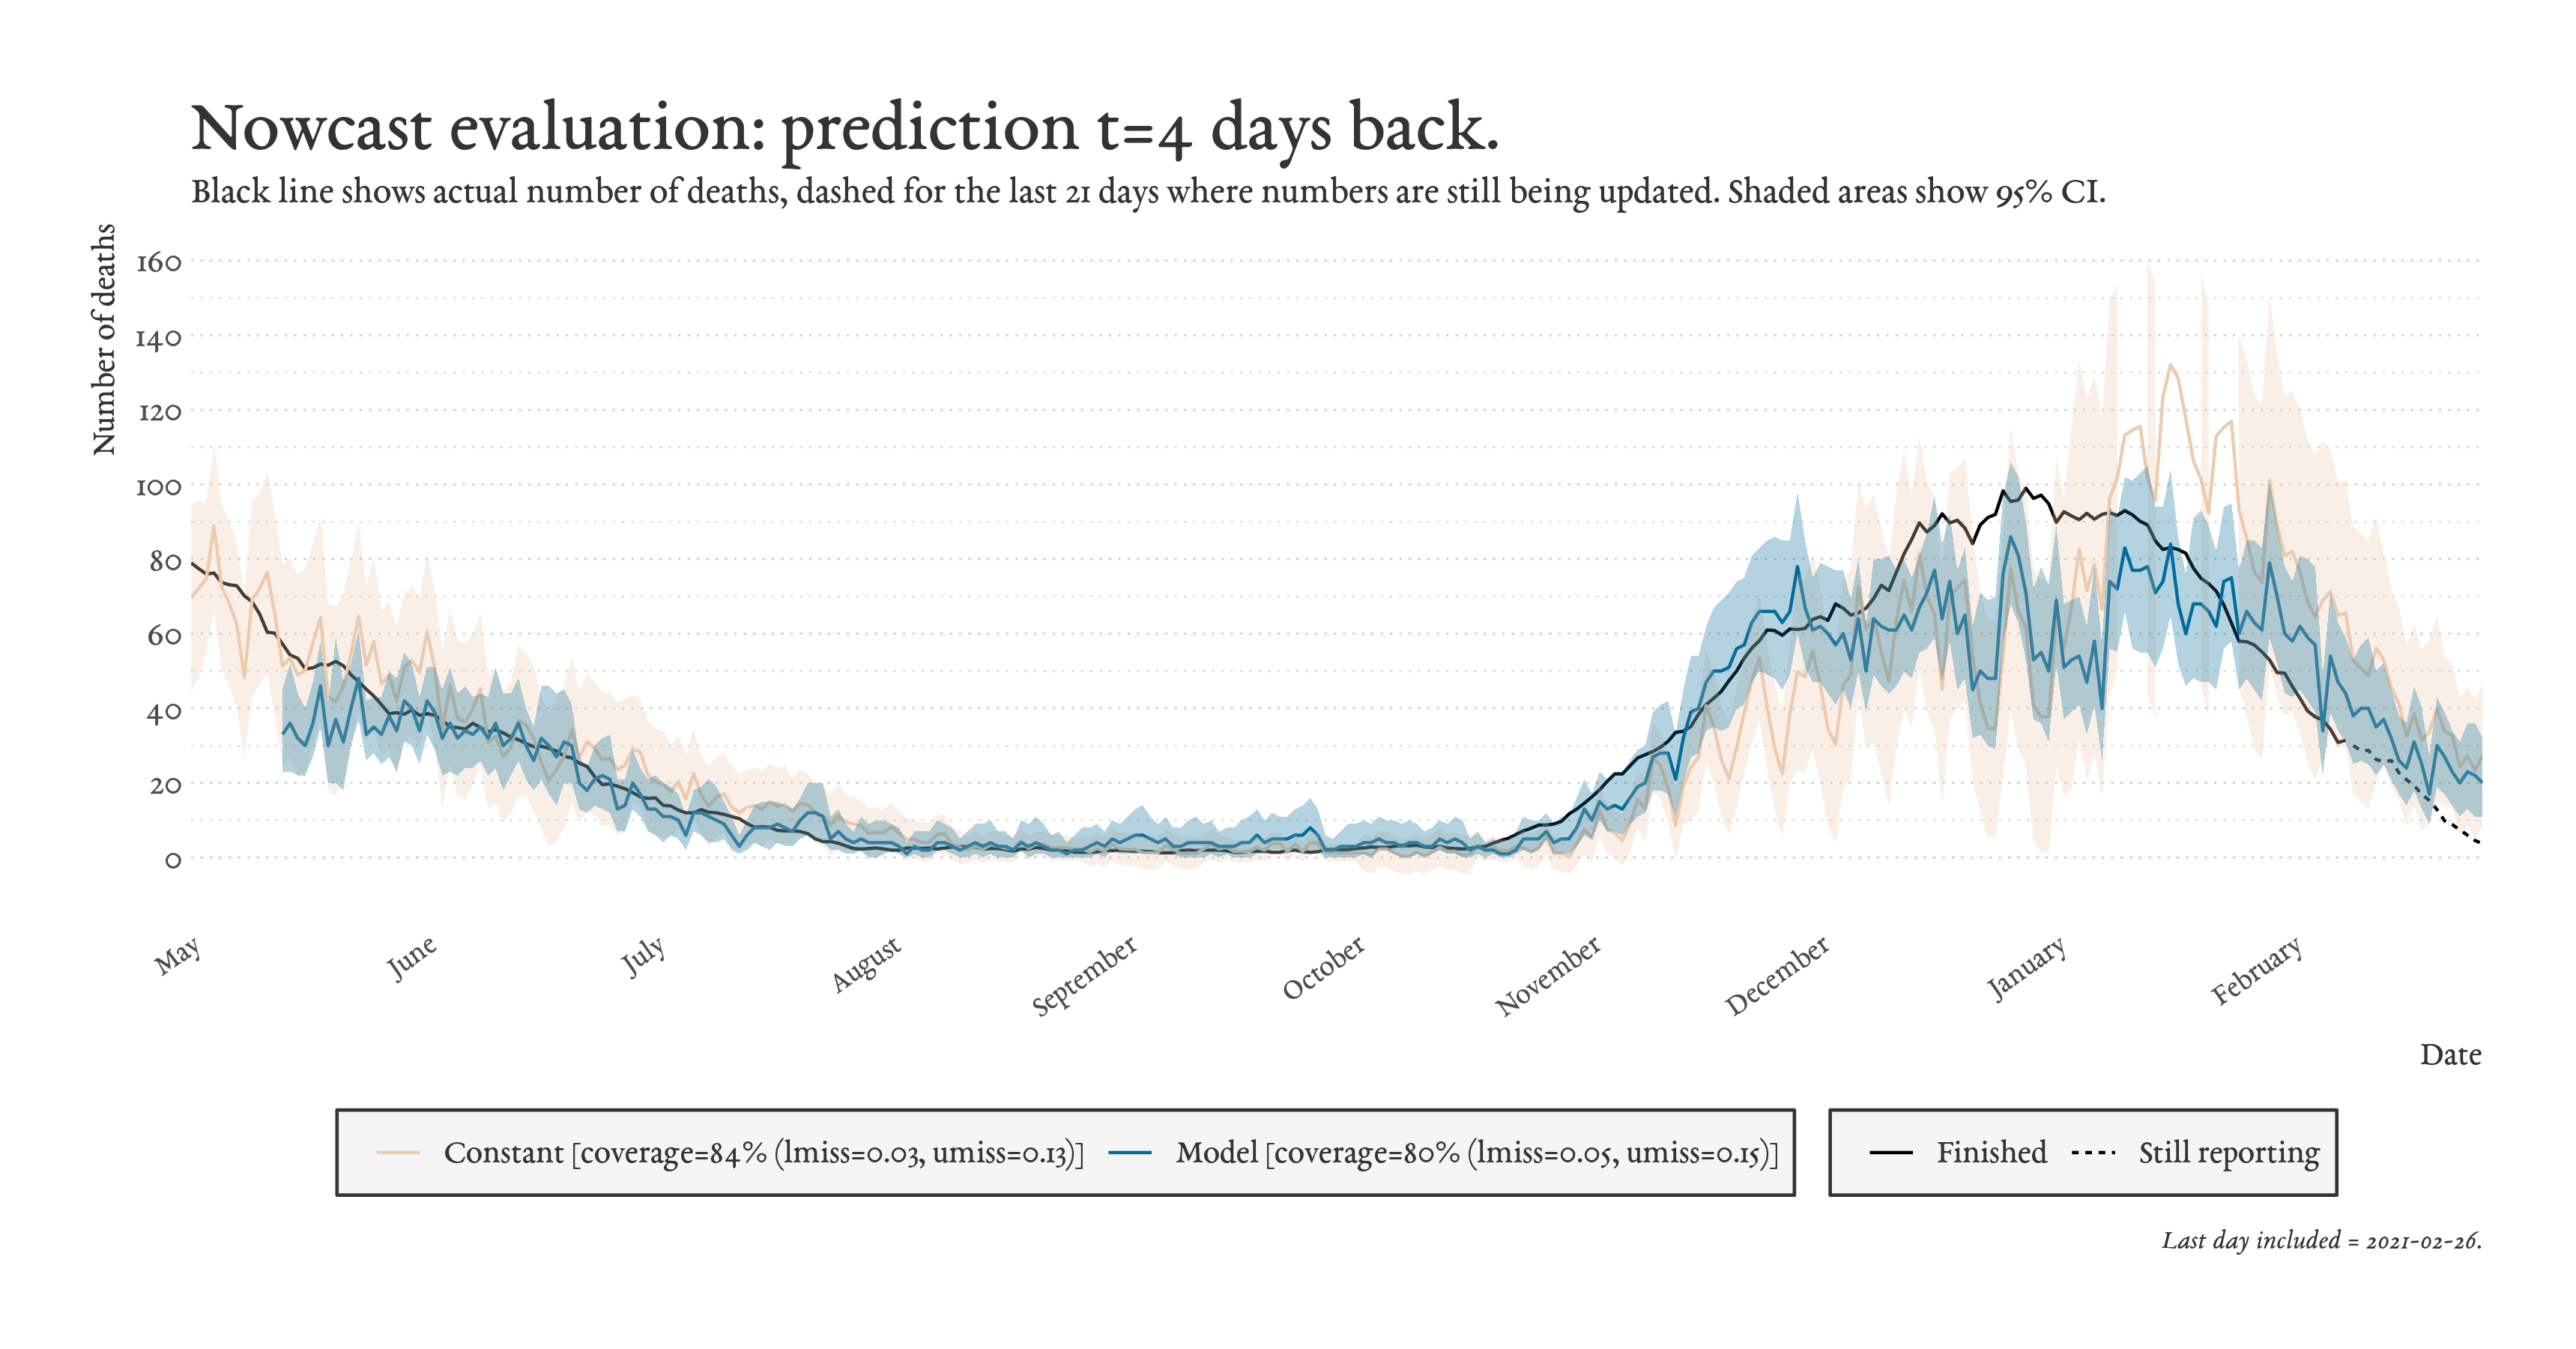 Nowcast evaluation: prediction t=4 days back.
Black line shows actual number of deaths, dashed for the last 21 days where numbers are still being updated. Shaded areas show 95% CI.
Number of deaths
160
140
120
100
80
60
40
20
0
May
June
July
August
September
October
November
December
January
February
Date
Constant [coverage=84% (lmiss=0.03, umiss=0.13)]
Model [coverage=80% (lmiss=0.05, umiss=0.15)]
Finished
Still reporting
Last day included = 2021-02-26.